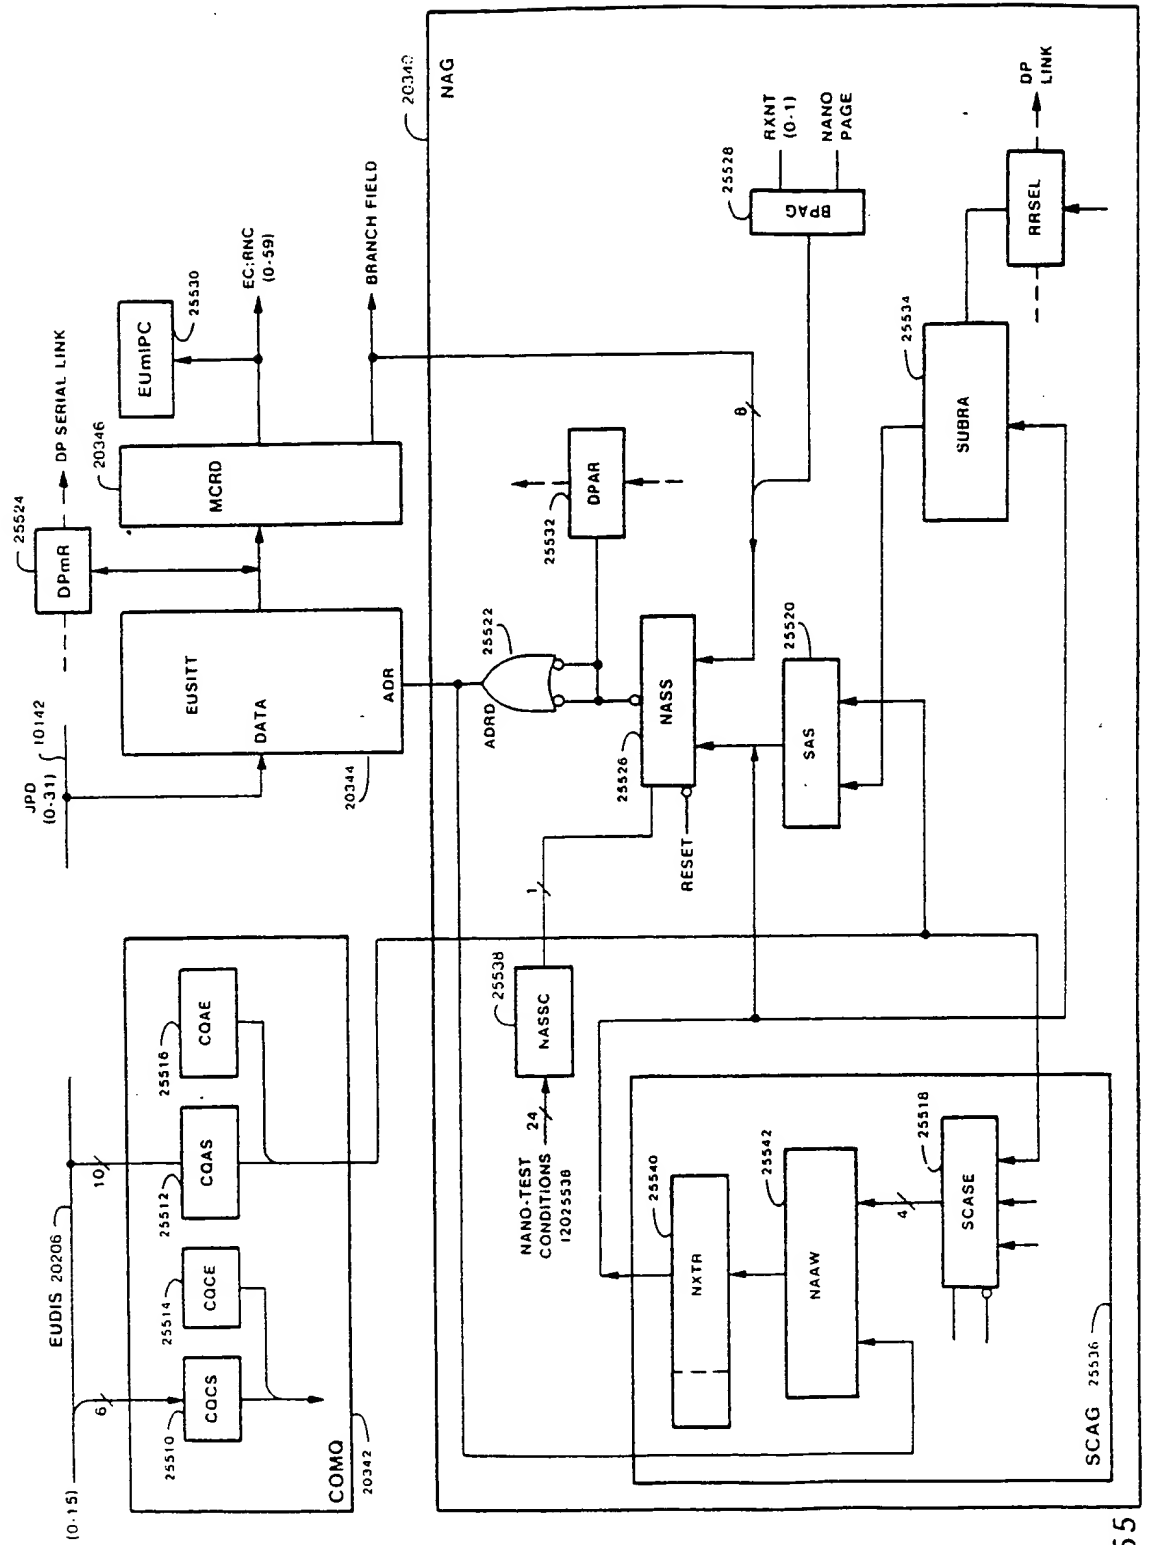 (0-15)
EUDIS 20206
6
10
25510
CQCS
25514
CQCE
25512
CQAS
25516
CQAE
COMQ
20342
JPD
(0-31)
10142
25524
DPmR
DP SERIAL LINK
EUSITT
DATA
ADR
20344
20346
MCRD
EUmIPC
25530
EC:RNC
(0-59)
BRANCH FIELD
20340
NAG
ADRD
25522
25532
DPAR
8
25528
BPAG
RXNT
(0-1)
NANO
PAGE
NANO-TEST
CONDITIONS
12025538
24
25538
NASSC
1
RESET
25526
NASS
25520
SAS
25534
SUBRA
RRSEL
DP
LINK
25540
NXTR
25542
NAAW
4
25518
SCASE
SCAG
25536
55